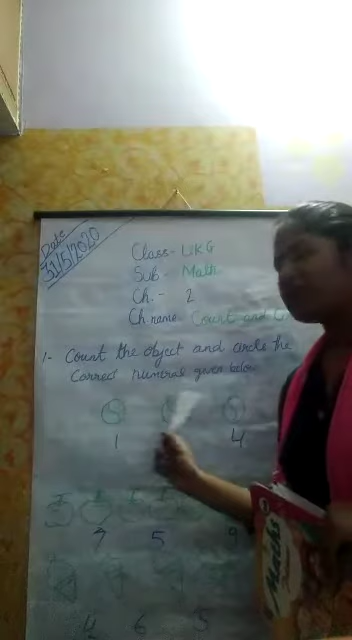 Date
31/5/2020
Class- LKG
Sub- Math
Ch.- 2
Ch name- Count and
1- Count the object and circle the
Correct numeral given below
1 4
7 5 9
4 6 5
Maths